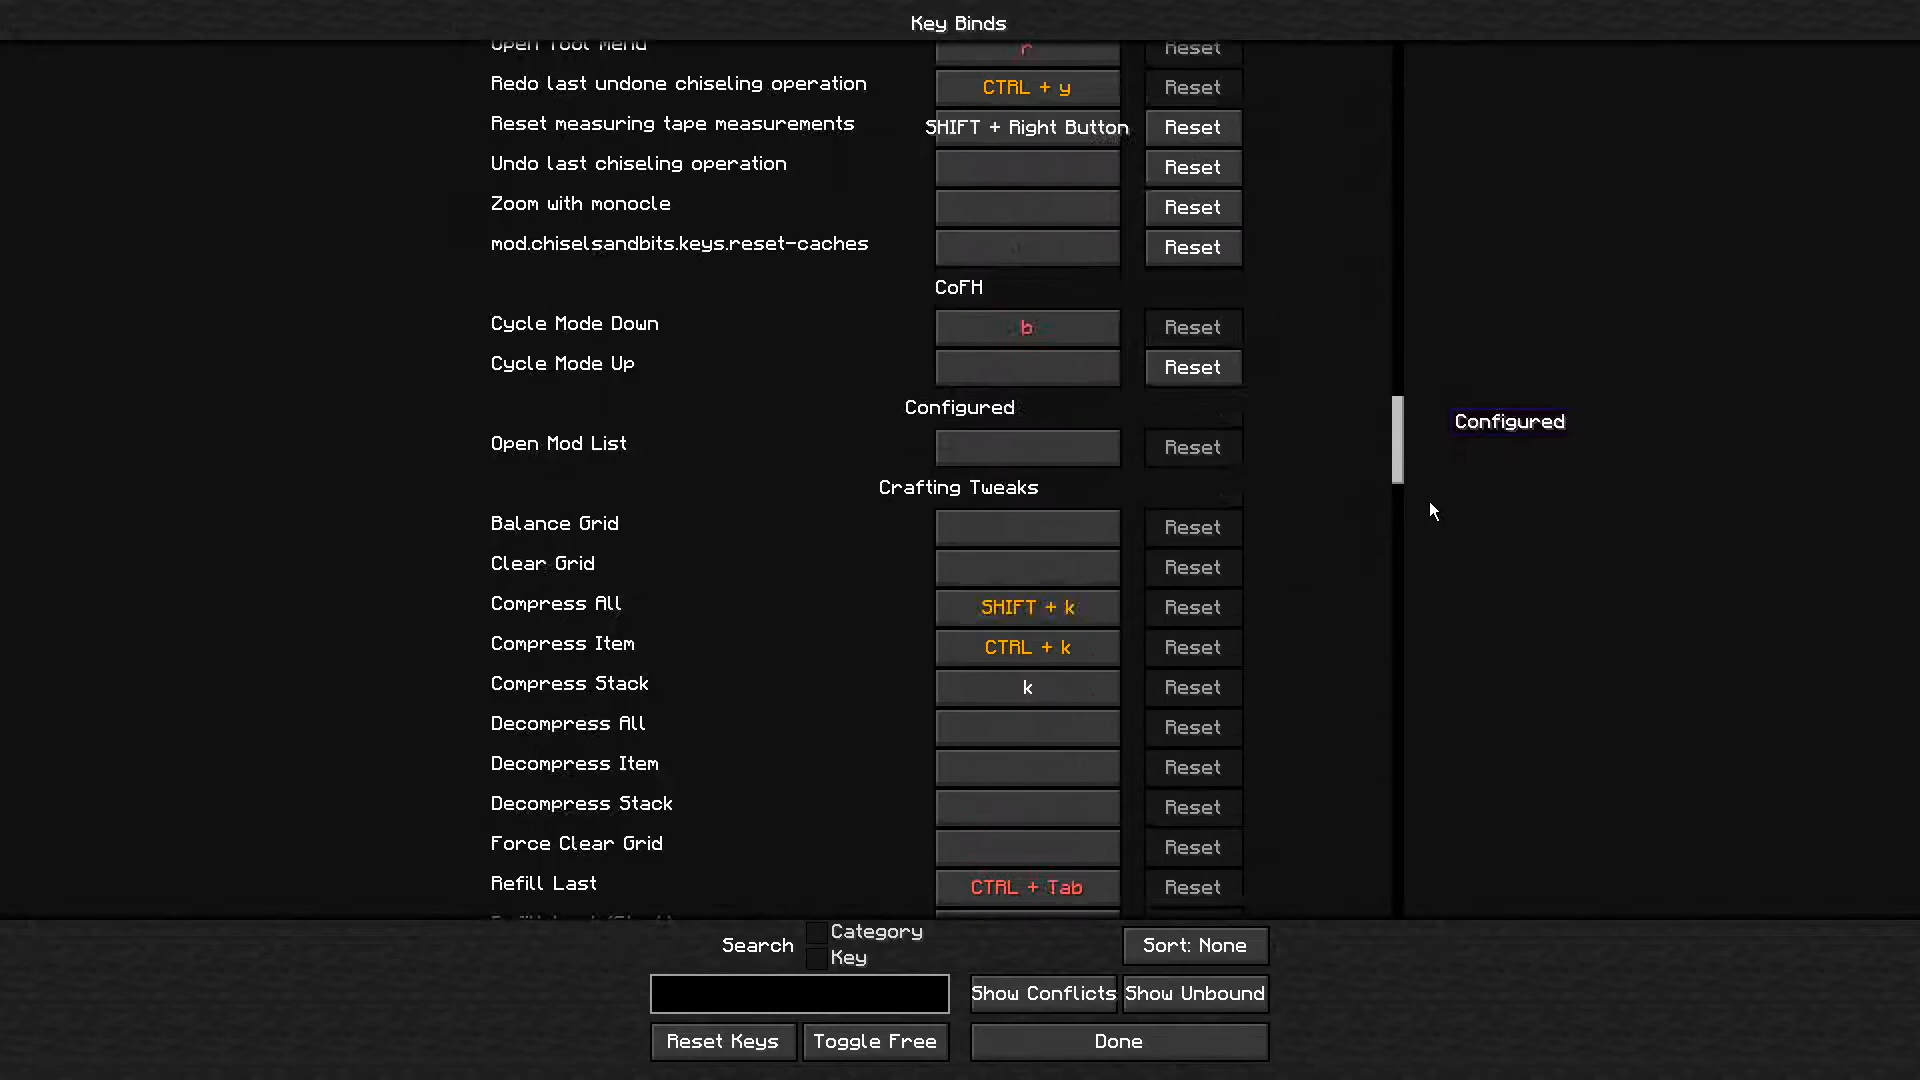 Key Binds
Open Tool Menu r Reset
Redo last undone chiseling operation CTRL + y Reset
Reset measuring tape measurements SHIFT + Right Button Reset
Undo last chiseling operation Reset
Zoom with monocle Reset
mod.chiselsandbits.keys.reset-caches Reset
CoFH
Cycle Mode Down b Reset
Cycle Mode Up Reset
Configured
Configured
Open Mod List Reset
Crafting Tweaks
Balance Grid Reset
Clear Grid Reset
Compress All SHIFT + k Reset
Compress Item CTRL + k Reset
Compress Stack k Reset
Decompress All Reset
Decompress Item Reset
Decompress Stack Reset
Force Clear Grid Reset
Refill Last CTRL + Tab Reset
Search Category Sort: None
Key
Show Conflicts Show Unbound
Reset Keys Toggle Free Done